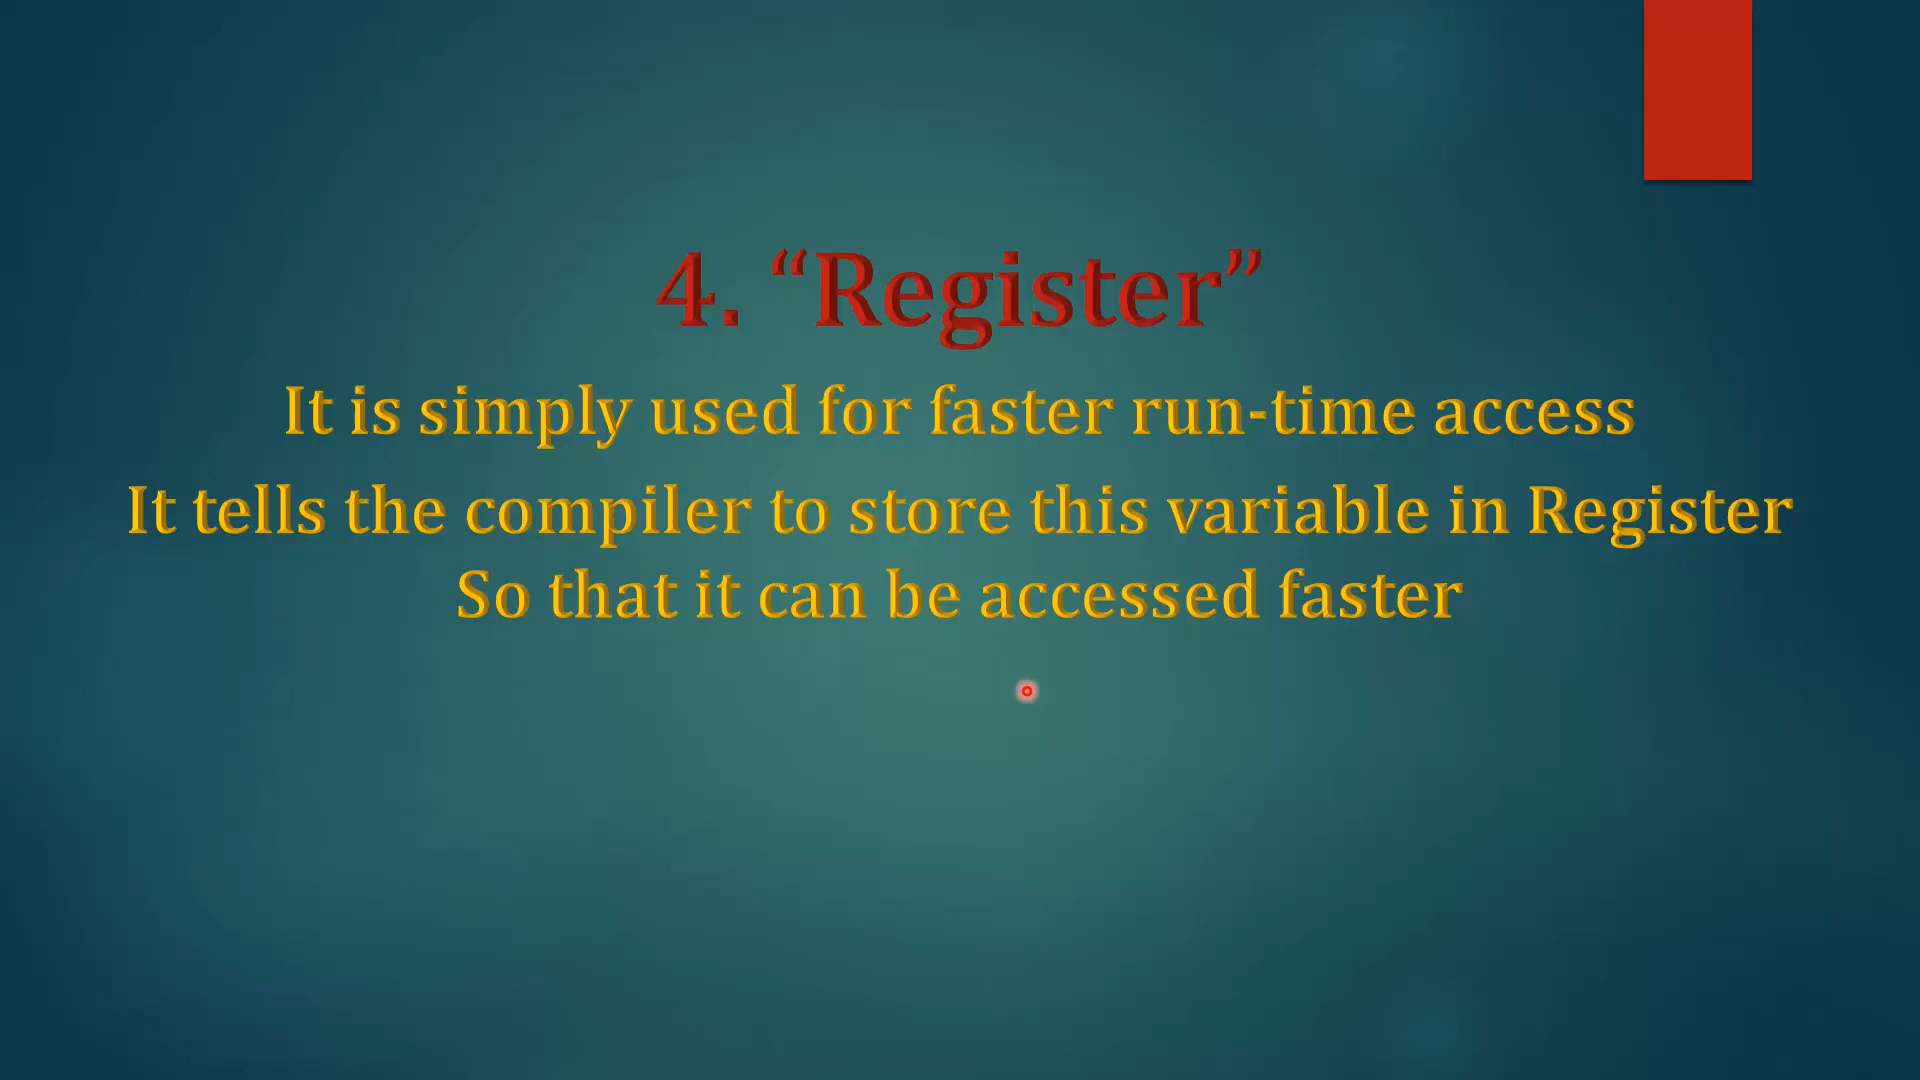 4. “Register”
It is simply used for faster run-time access
It tells the compiler to store this variable in Register
So that it can be accessed faster